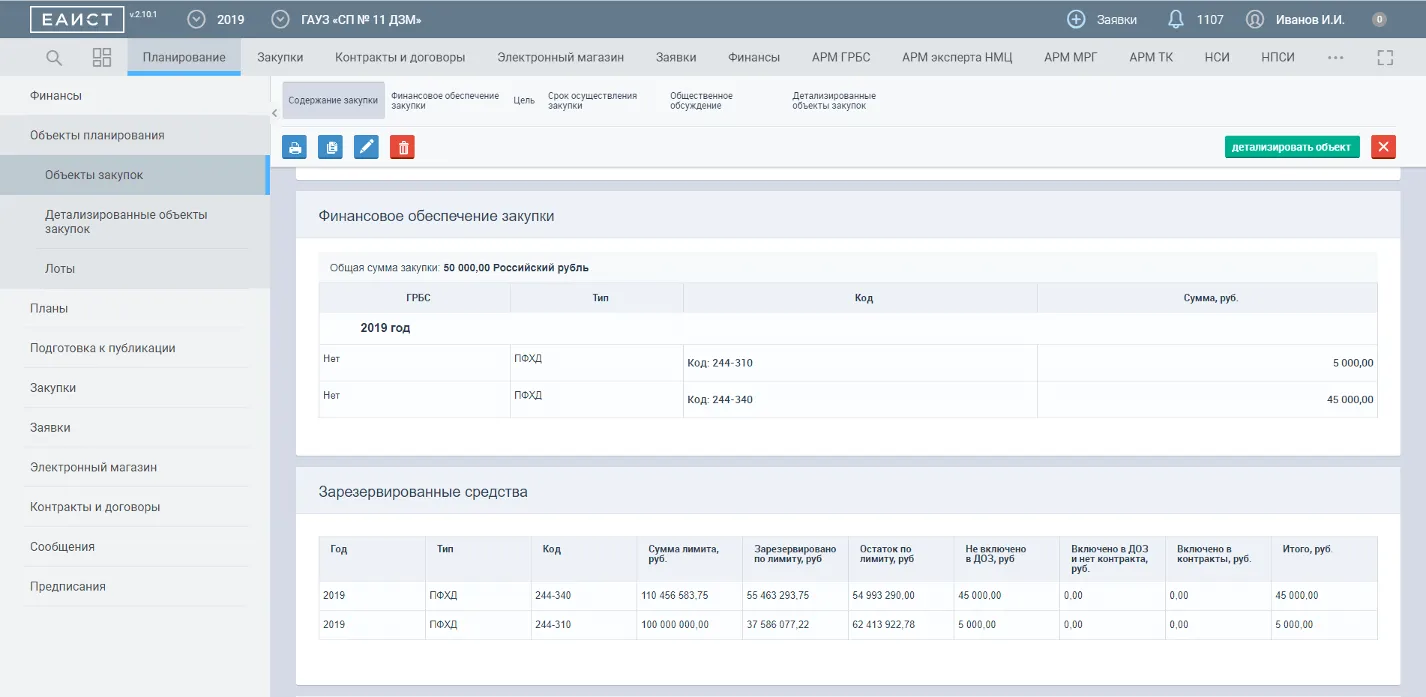 ЕАИСТ v.2.10.1 2019 ГАУЗ «СП № 11 ДЗМ» Заявки 1107 Иванов И.И. 0
Планирование Закупки Контракты и договоры Электронный магазин Заявки Финансы АРМ ГРБС АРМ эксперта НМЦ АРМ МРГ АРМ ТК НСИ НПСИ
Финансы
Объекты планирования
Объекты закупок
Детализированные объекты
закупок
Лоты
Планы
Подготовка к публикации
Закупки
Заявки
Электронный магазин
Контракты и договоры
Сообщения
Предписания
Содержание закупки
Финансовое обеспечение
закупки
Цель
Срок осуществления
закупки
Общественное
обсуждение
Детализированные
объекты закупок
детализировать объект
Финансовое обеспечение закупки
Общая сумма закупки: 50 000,00 Российский рубль
ГРБС Тип Код Сумма, руб.
2019 год
Нет ПФХД Код: 244-310 5 000,00
Нет ПФХД Код: 244-340 45 000,00
Зарезервированные средства
Год
Тип
Код
Сумма лимита,
руб.
Зарезервировано
по лимиту, руб
Остаток по
лимиту, руб
Не включено
в ДОЗ, руб
Включено в ДОЗ
и нет контракта,
руб.
Включено в
контракты, руб.
Итого, руб.
2019 ПФХД 244-340 110 456 583,75 55 463 293,75 54 993 290,00 45 000,00 0,00 0,00 45 000,00
2019 ПФХД 244-310 100 000 000,00 37 586 077,22 62 413 922,78 5 000,00 0,00 0,00 5 000,00